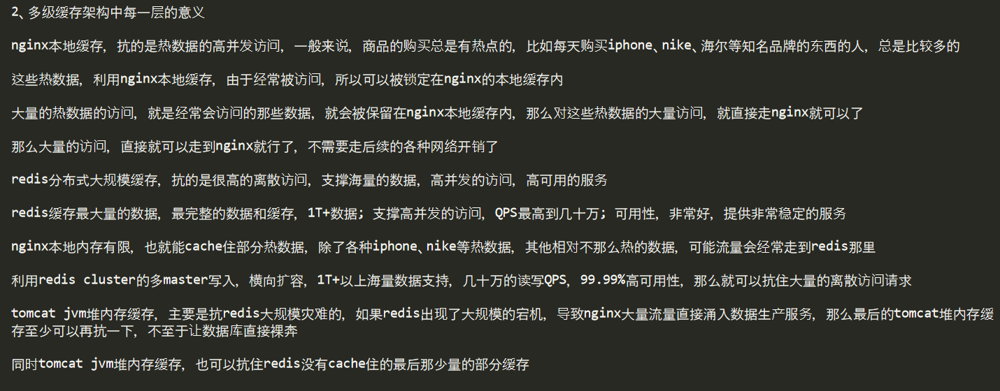 2、多级缓存架构中每一层的意义
nginx本地缓存, 抗的是热数据的高并发访问, 一般来说, 商品的购买总是有热点的, 比如每天购买iphone、nike、海尔等知名品牌的东西的人, 总是比较多的
这些热数据, 利用nginx本地缓存, 由于经常被访问, 所以可以被锁定在nginx的本地缓存内
大量的热数据的访问, 就是经常会访问的那些数据, 就会被保留在nginx本地缓存内, 那么对这些热数据的大量访问, 就直接走nginx就可以了
那么大量的访问, 直接就可以走到nginx就行了, 不需要走后续的各种网络开销了
redis分布式大规模缓存, 抗的是很高的离散访问, 支撑海量的数据, 高并发的访问, 高可用的服务
redis缓存最大量的数据, 最完整的数据和缓存, 1T+数据; 支撑高并发的访问, QPS最高到几十万; 可用性, 非常好, 提供非常稳定的服务
nginx本地内存有限, 也就能cache住部分热数据, 除了各种iphone、nike等热数据, 其他相对不那么热的数据, 可能流量会经常走到redis那里
利用redis cluster的多master写入, 横向扩容, 1T+以上海量数据支持, 几十万的读写QPS, 99.99%高可用性, 那么就可以抗住大量的离散访问请求
tomcat jvm堆内存缓存, 主要是抗redis大规模灾难的, 如果redis出现了大规模的宕机, 导致nginx大量流量直接涌入数据生产服务, 那么最后的tomcat堆内存缓
存至少可以再抗一下, 不至于让数据库直接裸奔
同时tomcat jvm堆内存缓存, 也可以抗住redis没有cache住的最后那少量的部分缓存